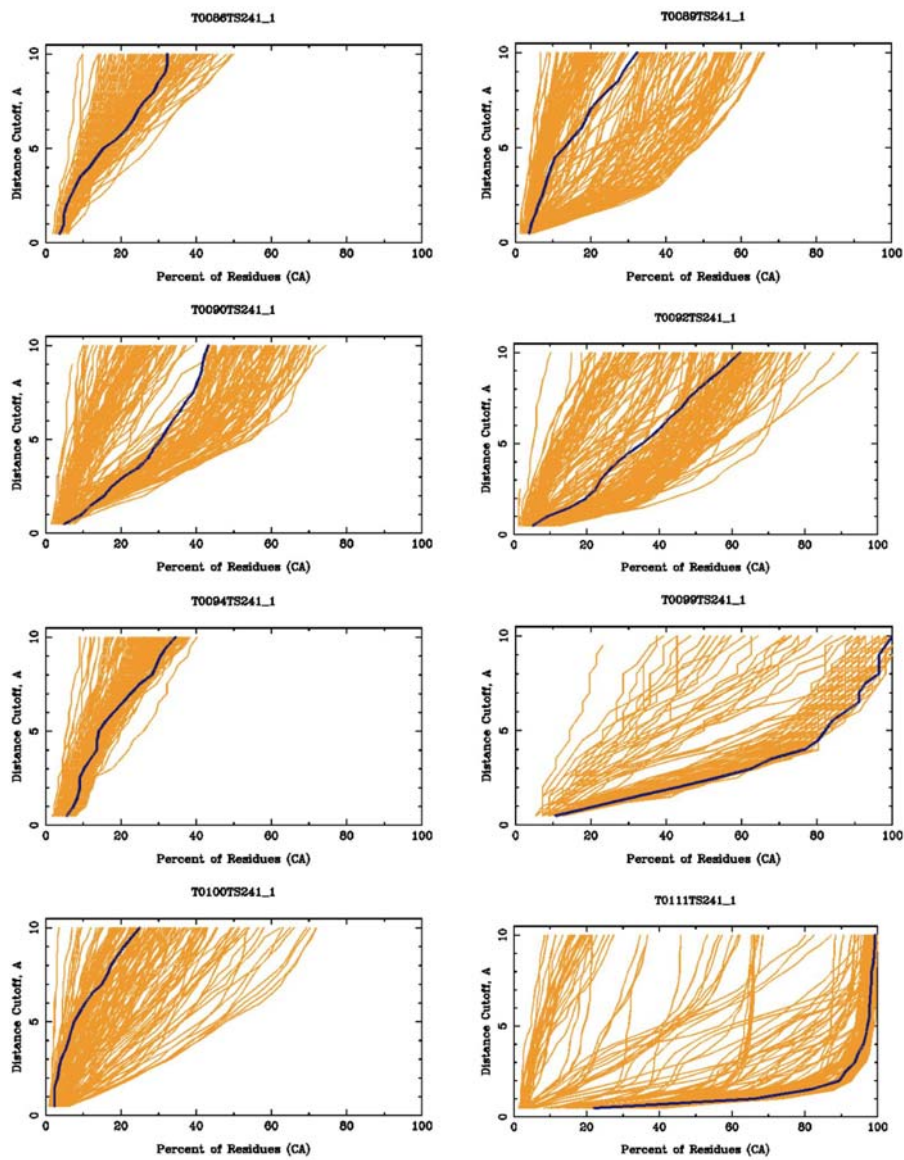 T0086TS241_1
T0089TS241_1
Distance Cutoff, A
10
5
0
0 20 40 60 80 100
Percent of Residues (CA)
Distance Cutoff, A
10
5
0
0 20 40 60 80 100
Percent of Residues (CA)
T0090TS241_1
T0092TS241_1
Distance Cutoff, A
10
5
0
0 20 40 60 80 100
Percent of Residues (CA)
Distance Cutoff, A
10
5
0
0 20 40 60 80 100
Percent of Residues (CA)
T0094TS241_1
T0099TS241_1
Distance Cutoff, A
10
5
0
0 20 40 60 80 100
Percent of Residues (CA)
Distance Cutoff, A
10
5
0
0 20 40 60 80 100
Percent of Residues (CA)
T0100TS241_1
T0111TS241_1
Distance Cutoff, A
10
5
0
0 20 40 60 80 100
Percent of Residues (CA)
Distance Cutoff, A
10
5
0
0 20 40 60 80 100
Percent of Residues (CA)